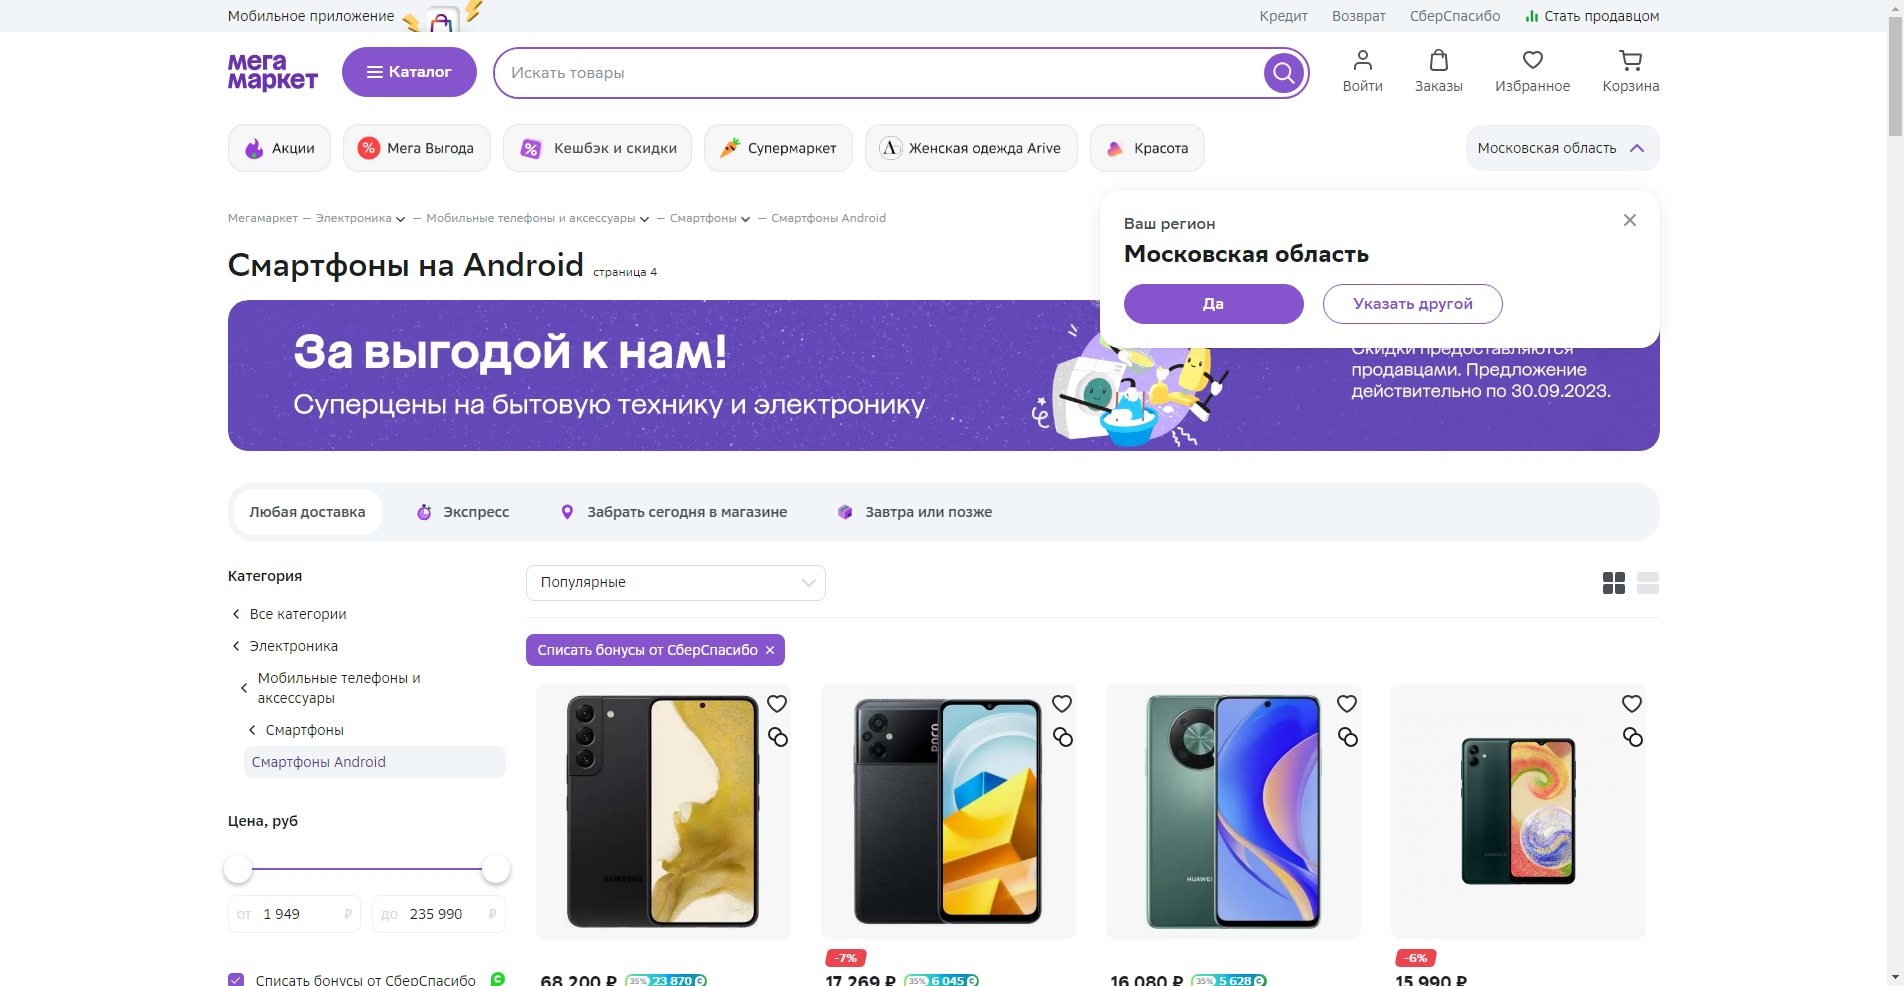 Мобильное приложение
Кредит
Возврат
СберСпасибо
Стать продавцом
мега
маркет
Каталог
Искать товары
Войти
Заказы
Избранное
Корзина
Акции
Мега Выгода
Кешбэк и скидки
Супермаркет
Женская одежда Arive
Красота
Московская область
Мегамаркет — Электроника — Мобильные телефоны и аксессуары — Смартфоны — Смартфоны Android
Смартфоны на Android страница 4
Ваш регион
Московская область
Да
Указать другой
За выгодой к нам!
Суперцены на бытовую технику и электронику
Скидки предоставляются
продавцами. Предложение
действительно по 30.09.2023.
Любая доставка
Экспресс
Забрать сегодня в магазине
Завтра или позже
Категория
Все категории
Электроника
Мобильные телефоны и
аксессуары
Смартфоны
Смартфоны Android
Цена, руб
от 1 949 ₽
до 235 990 ₽
Списать бонусы от СберСпасибо
Популярные
Списать бонусы от СберСпасибо ×
SAMSUNG
POCO
HUAWEI
SAMSUNG
-7%
-6%
68 200 ₽ 35% 23 870
17 269 ₽ 35% 6 045
16 080 ₽ 35% 5 628
15 990 ₽